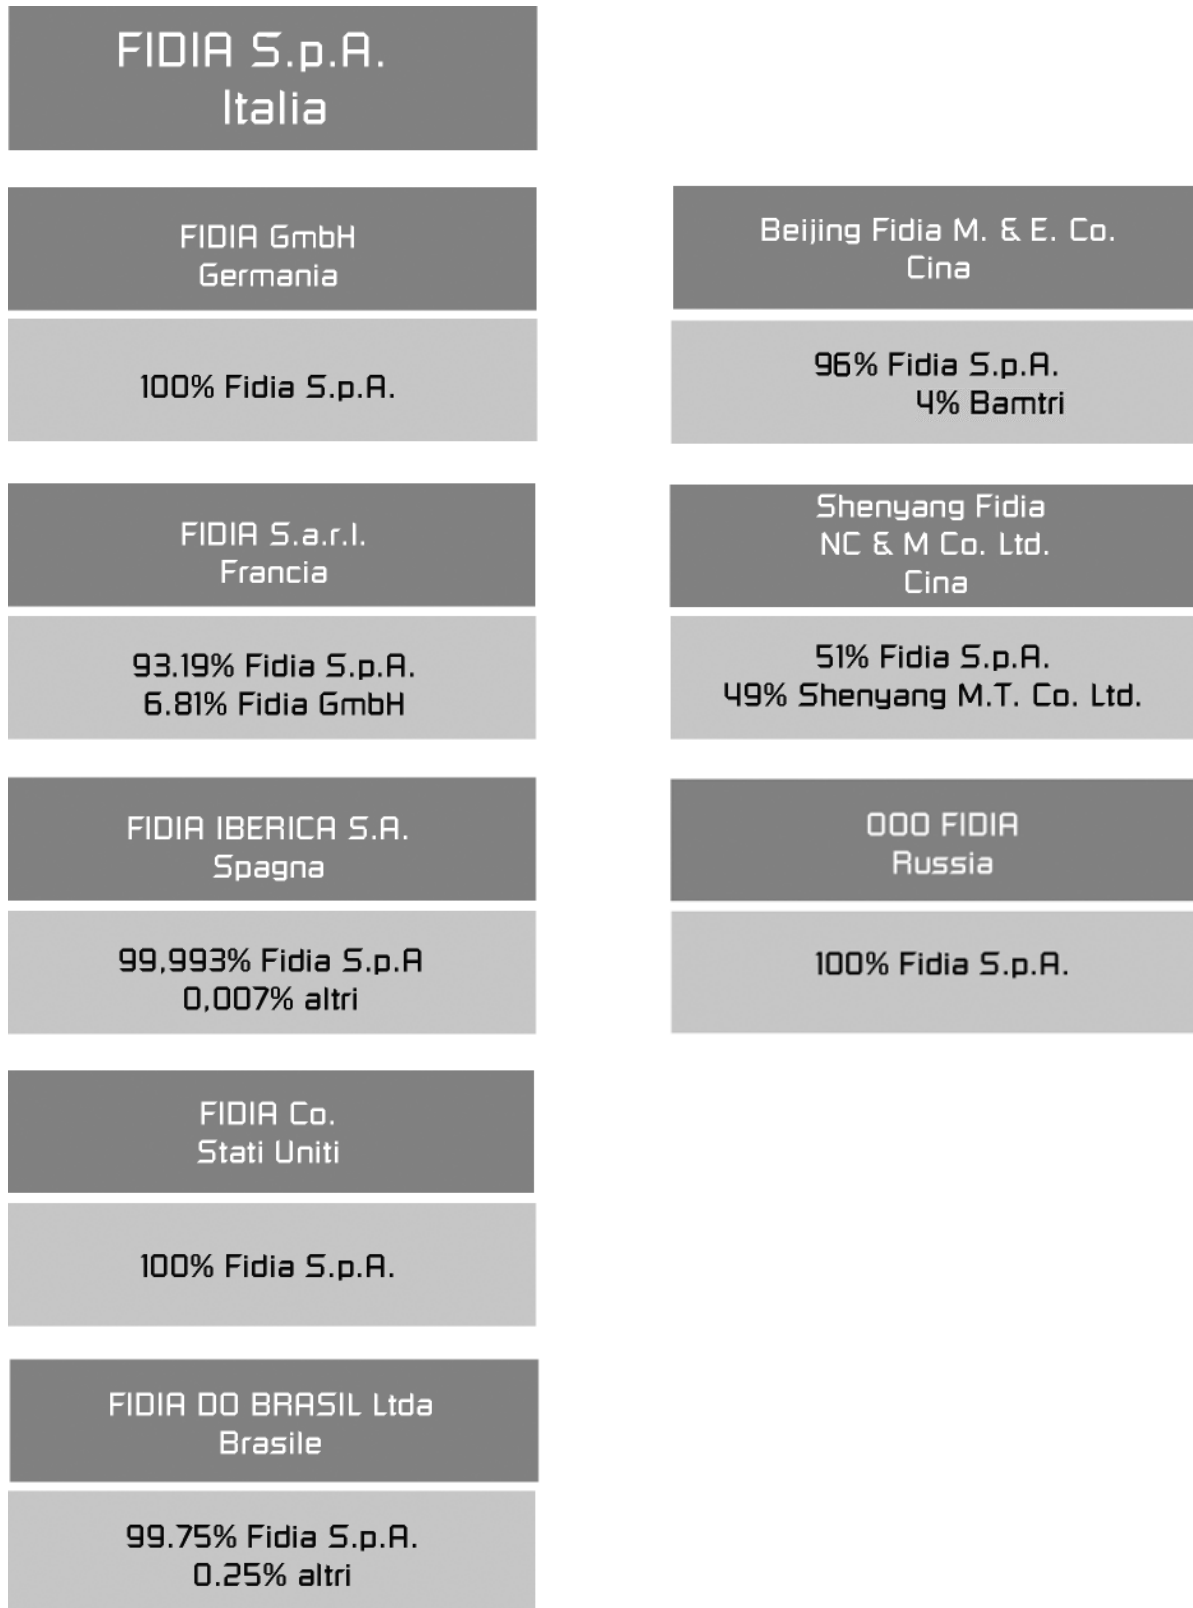 FIDIA S.p.A.
Italia
FIDIA GmbH
Germania
100% Fidia S.p.A.
FIDIA S.a.r.l.
Francia
93.19% Fidia S.p.A.
6.81% Fidia GmbH
FIDIA IBERICA S.A.
Spagna
99,993% Fidia S.p.A
0,007% altri
FIDIA Co.
Stati Uniti
100% Fidia S.p.A.
FIDIA DO BRASIL Ltda
Brasile
99.75% Fidia S.p.A.
0.25% altri
Beijing Fidia M. & E. Co.
Cina
96% Fidia S.p.A.
4% Bamtri
Shenyang Fidia
NC & M Co. Ltd.
Cina
51% Fidia S.p.A.
49% Shenyang M.T. Co. Ltd.
OOO FIDIA
Russia
100% Fidia S.p.A.